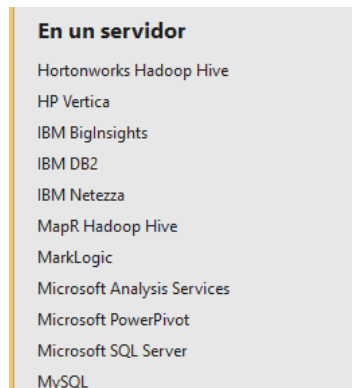 En un servidor
Hortonworks Hadoop Hive
HP Vertica
IBM BigInsights
IBM DB2
IBM Netezza
MapR Hadoop Hive
MarkLogic
Microsoft Analysis Services
Microsoft PowerPivot
Microsoft SQL Server
MySQL